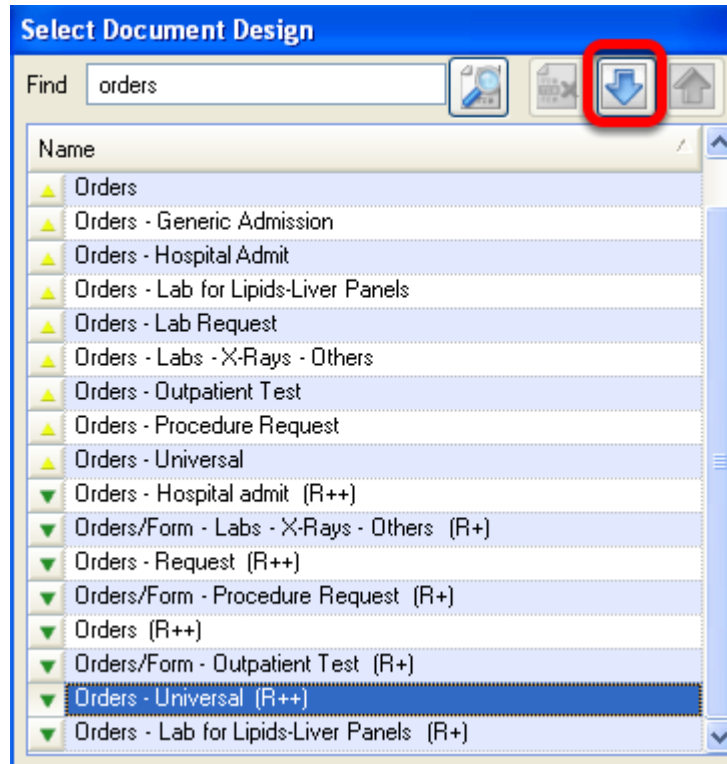 Select Document Design
Find orders
Name
Orders
Orders - Generic Admission
Orders - Hospital Admit
Orders - Lab for Lipids-Liver Panels
Orders - Lab Request
Orders - Labs - X-Rays - Others
Orders - Outpatient Test
Orders - Procedure Request
Orders - Universal
Orders - Hospital admit (R++)
Orders/Form - Labs - X-Rays - Others (R+)
Orders - Request (R++)
Orders/Form - Procedure Request (R+)
Orders (R++)
Orders/Form - Outpatient Test (R+)
Orders - Universal (R++)
Orders - Lab for Lipids-Liver Panels (R+)